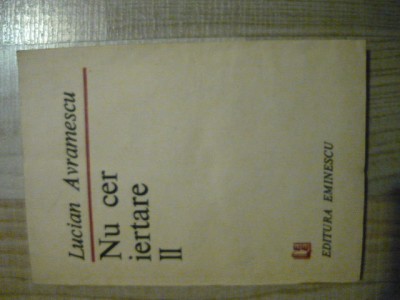 Lucian Avramescu
Nu cer
iertare
II
EDITURA EMINESCU